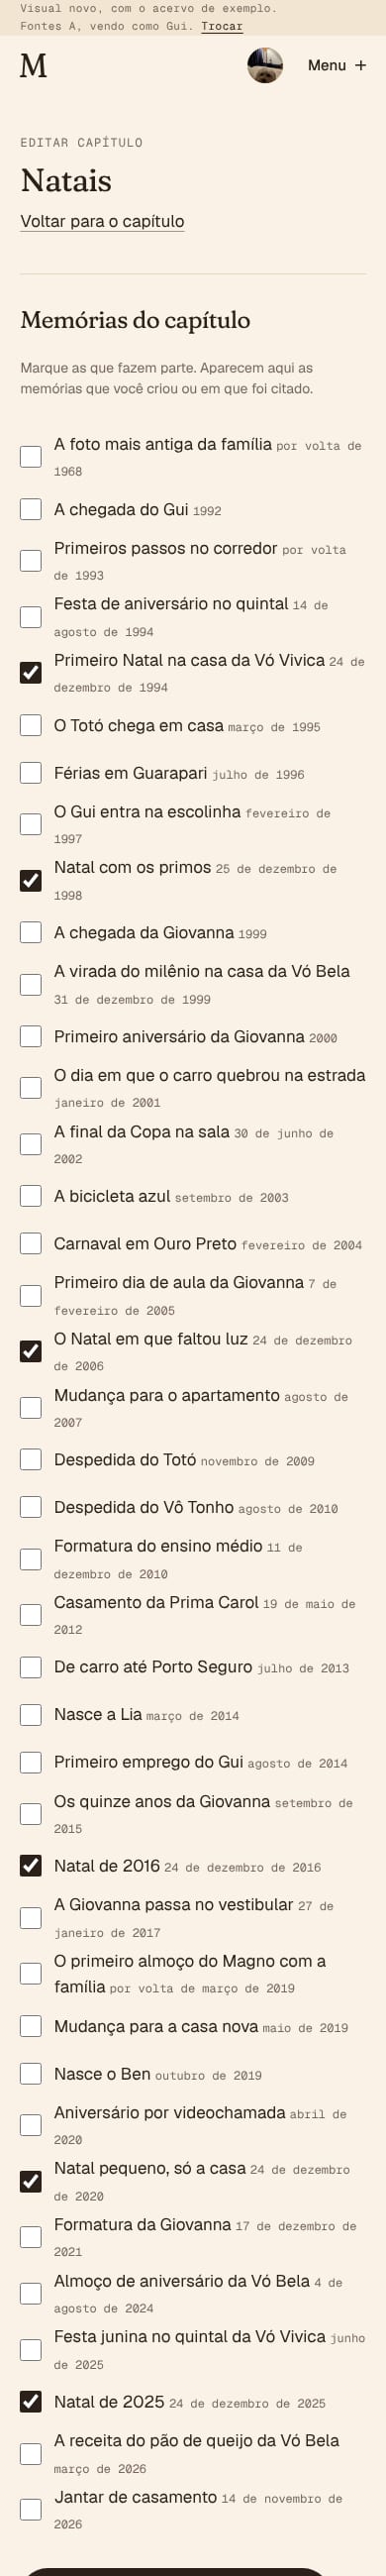 Visual novo, com o acervo de exemplo.
Fontes A, vendo como Gui. Trocar
M
Menu +
EDITAR CAPÍTULO
Natais
Voltar para o capítulo
Memórias do capítulo
Marque as que fazem parte. Aparecem aqui as
memórias que você criou ou em que foi citado.
A foto mais antiga da família por volta de
1968
A chegada do Gui 1992
Primeiros passos no corredor por volta
de 1993
Festa de aniversário no quintal 14 de
agosto de 1994
Primeiro Natal na casa da Vó Vivica 24 de
dezembro de 1994
O Totó chega em casa março de 1995
Férias em Guarapari julho de 1996
O Gui entra na escolinha fevereiro de
1997
Natal com os primos 25 de dezembro de
1998
A chegada da Giovanna 1999
A virada do milênio na casa da Vó Bela
31 de dezembro de 1999
Primeiro aniversário da Giovanna 2000
O dia em que o carro quebrou na estrada
janeiro de 2001
A final da Copa na sala 30 de junho de
2002
A bicicleta azul setembro de 2003
Carnaval em Ouro Preto fevereiro de 2004
Primeiro dia de aula da Giovanna 7 de
fevereiro de 2005
O Natal em que faltou luz 24 de dezembro
de 2006
Mudança para o apartamento agosto de
2007
Despedida do Totó novembro de 2009
Despedida do Vô Tonho agosto de 2010
Formatura do ensino médio 11 de
dezembro de 2010
Casamento da Prima Carol 19 de maio de
2012
De carro até Porto Seguro julho de 2013
Nasce a Lia março de 2014
Primeiro emprego do Gui agosto de 2014
Os quinze anos da Giovanna setembro de
2015
Natal de 2016 24 de dezembro de 2016
A Giovanna passa no vestibular 27 de
janeiro de 2017
O primeiro almoço do Magno com a
família por volta de março de 2019
Mudança para a casa nova maio de 2019
Nasce o Ben outubro de 2019
Aniversário por videochamada abril de
2020
Natal pequeno, só a casa 24 de dezembro
de 2020
Formatura da Giovanna 17 de dezembro de
2021
Almoço de aniversário da Vó Bela 4 de
agosto de 2024
Festa junina no quintal da Vó Vivica junho
de 2025
Natal de 2025 24 de dezembro de 2025
A receita do pão de queijo da Vó Bela
março de 2026
Jantar de casamento 14 de novembro de
2026